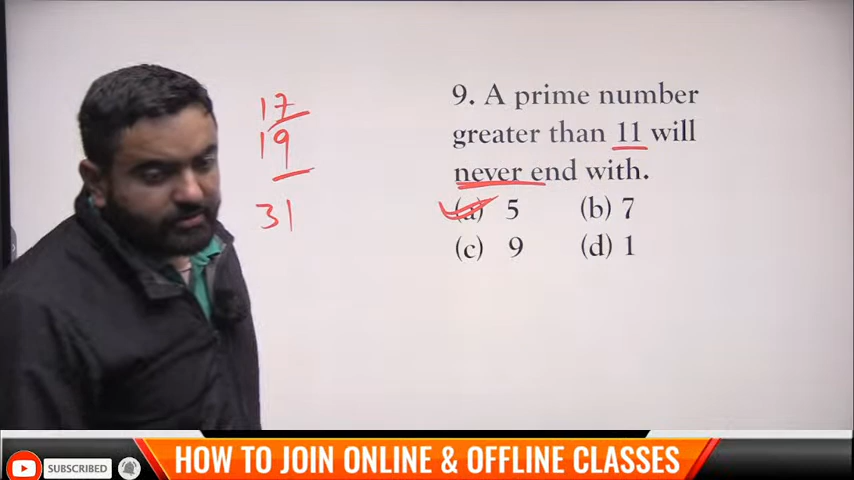 17
19
31
9. A prime number
greater than 11 will
never end with.
(a) 5 (b) 7
(c) 9 (d) 1
SUBSCRIBED
HOW TO JOIN ONLINE & OFFLINE CLASSES